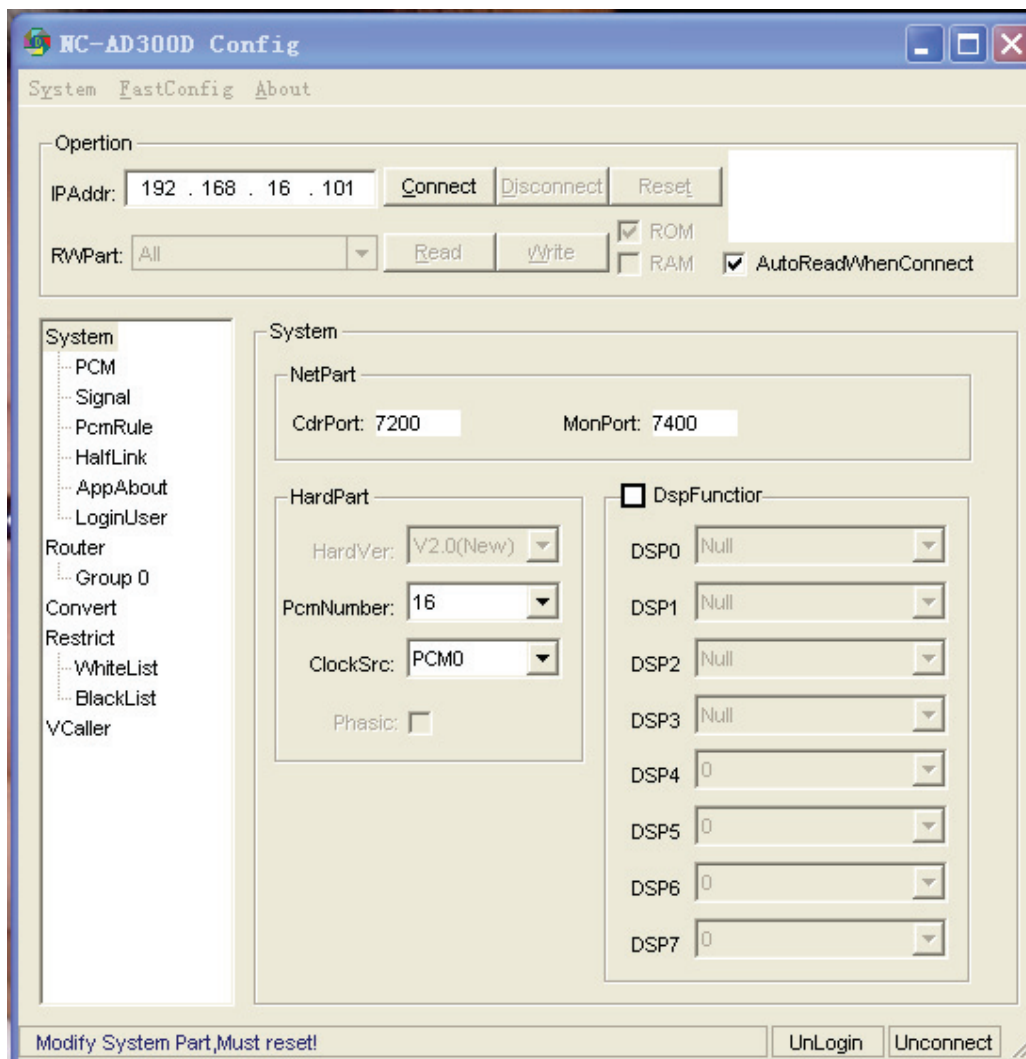 NC-AD300D Config
System FastConfig About
Opertion
IPAddr: 192 . 168 . 16 . 101 Connect Disconnect Reset
RWPart: All Read Write ROM
RAM AutoReadWhenConnect
System
PCM
Signal
PcmRule
HalfLink
AppAbout
LoginUser
Router
Group 0
Convert
Restrict
WhiteList
BlackList
VCaller
System
NetPart
CdrPort: 7200 MonPort: 7400
HardPart
HardVer: V2.0(New)
PcmNumber: 16
ClockSrc: PCM0
Phasic:
DspFunctior
DSP0 Null
DSP1 Null
DSP2 Null
DSP3 Null
DSP4 0
DSP5 0
DSP6 0
DSP7 0
Modify System Part,Must reset! UnLogin Unconnect